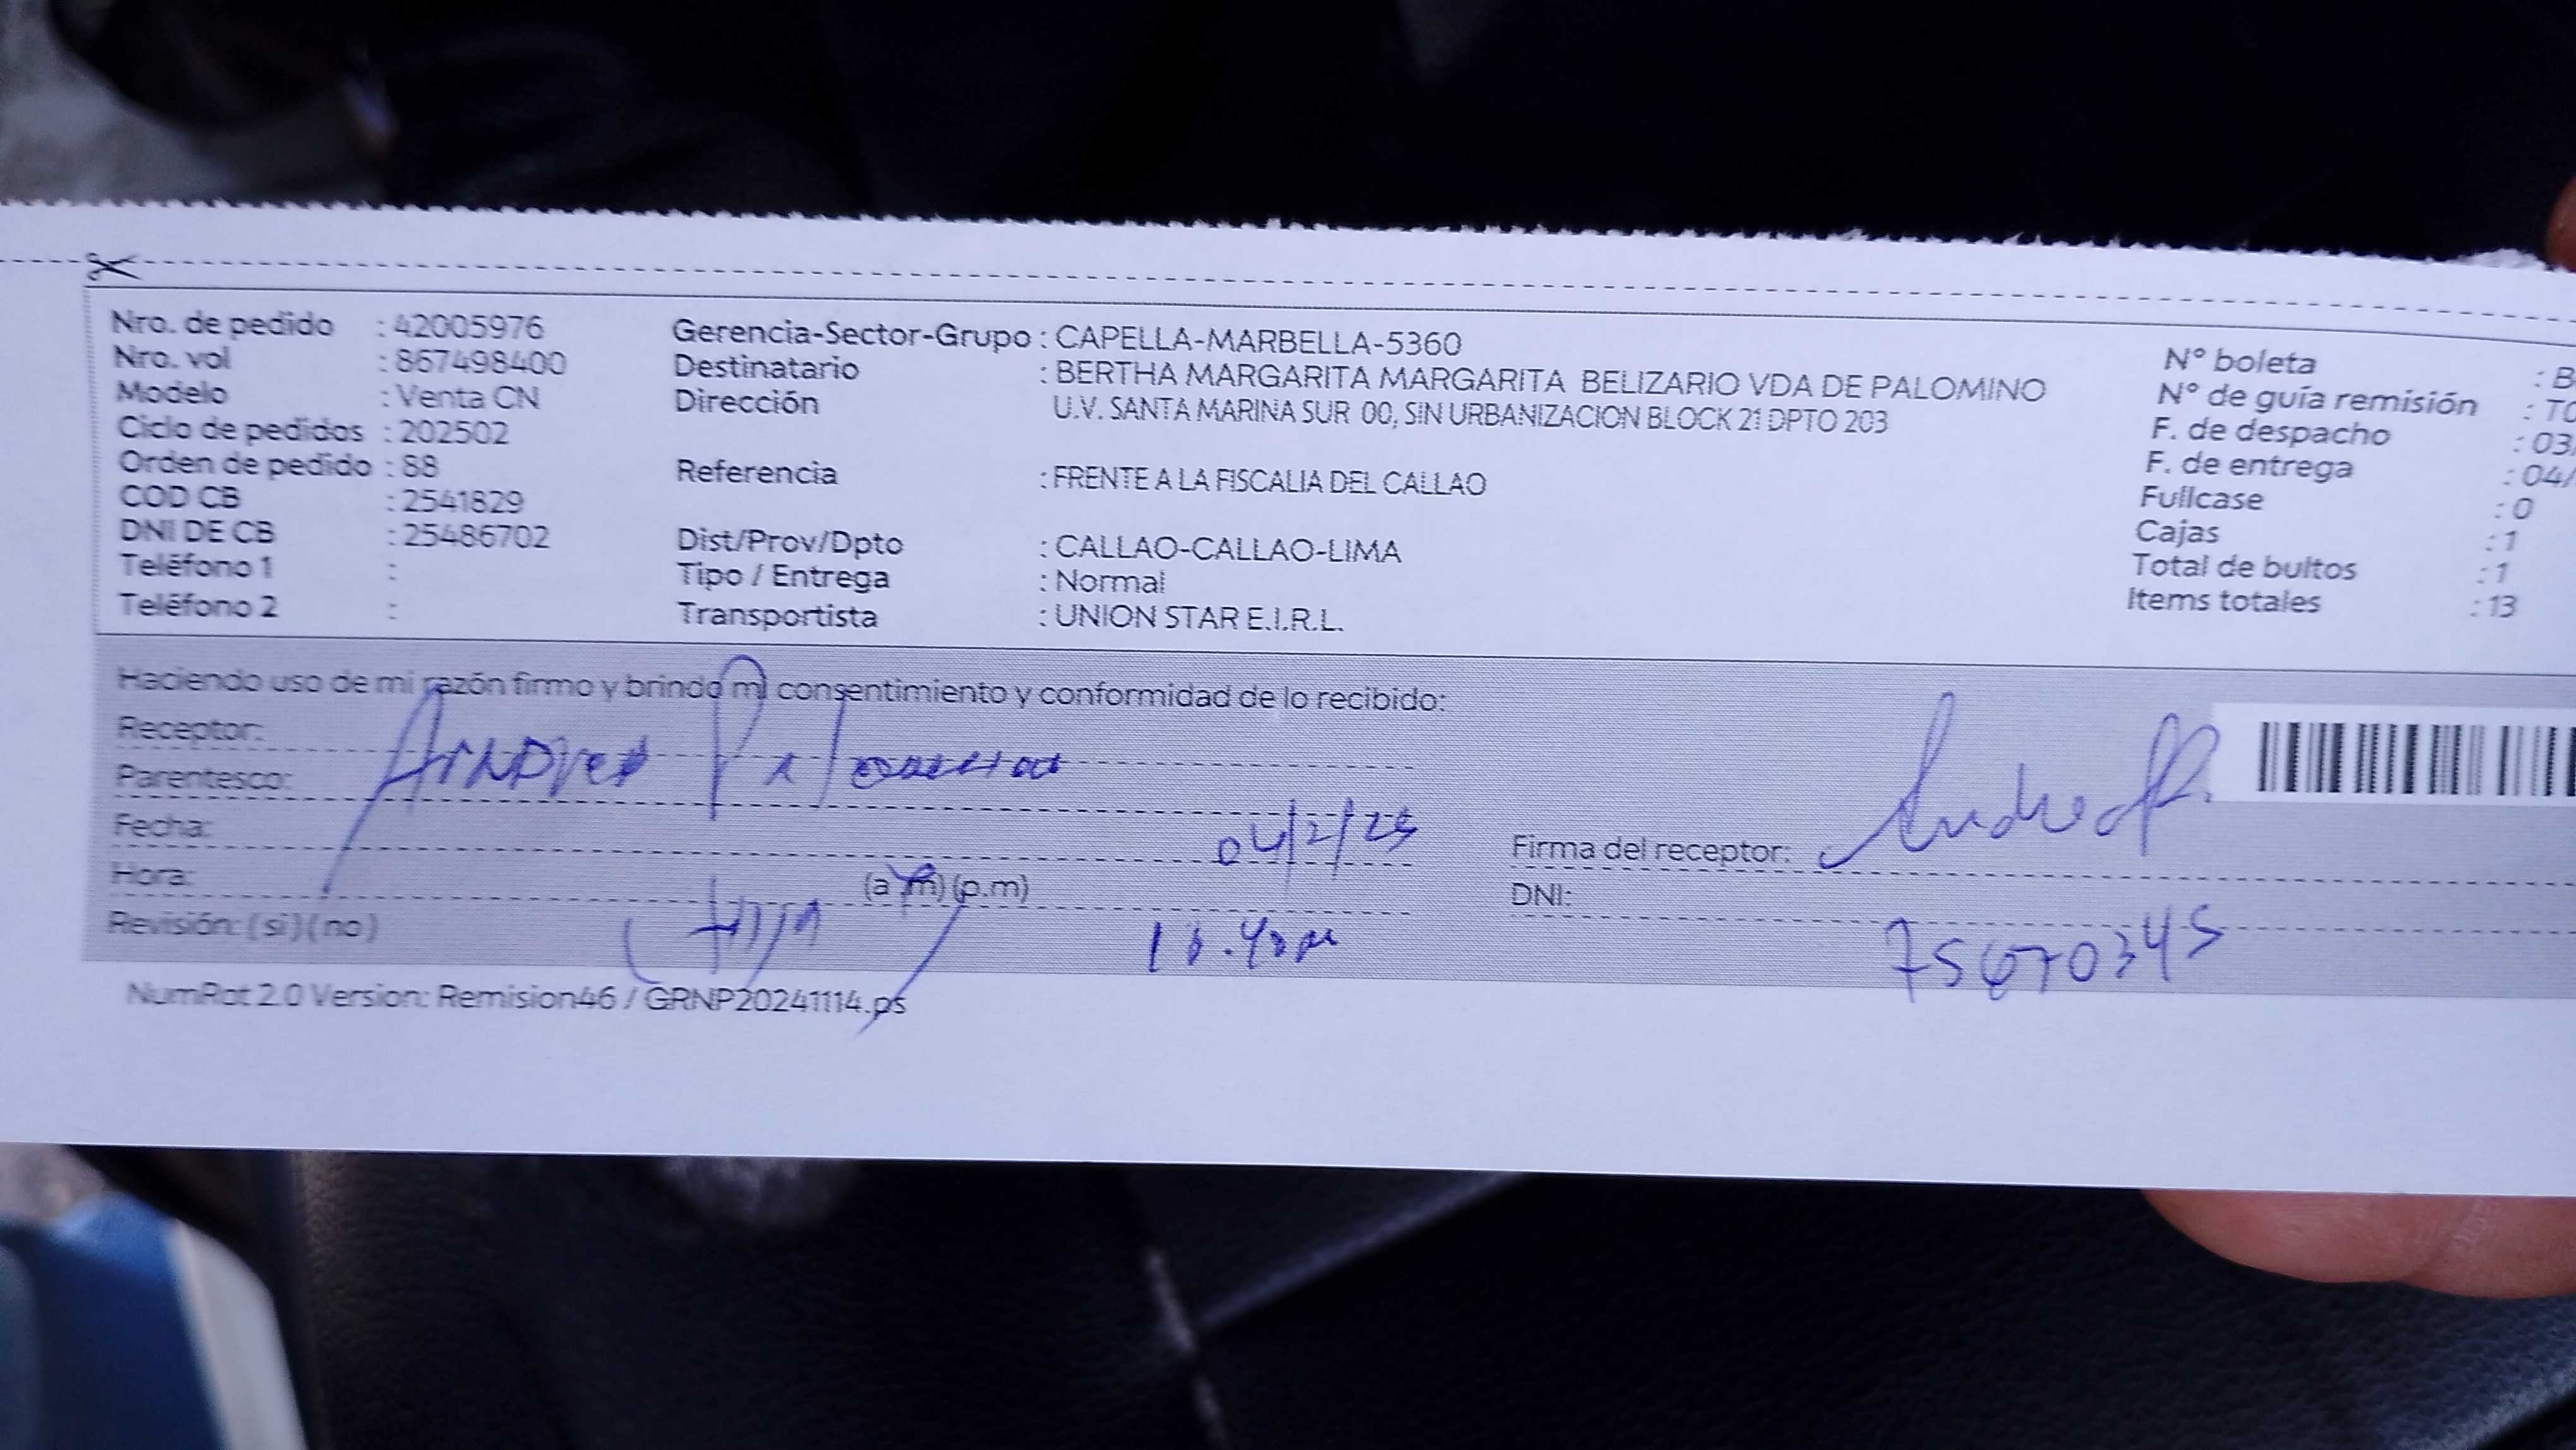 Nro. de pedido : 42005976
Nro. vol : 867498400
Modelo : Venta CN
Ciclo de pedidos : 202502
Orden de pedido : 88
COD CB : 2541829
DNI DE CB : 25486702
Teléfono 1 :
Teléfono 2 :
Gerencia-Sector-Grupo : CAPELLA-MARBELLA-5360
Destinatario : BERTHA MARGARITA MARGARITA BELIZARIO VDA DE PALOMINO
Dirección U.V. SANTA MARINA SUR 00, SIN URBANIZACION BLOCK 21 DPTO 203
Referencia : FRENTE A LA FISCALIA DEL CALLAO
Dist/Prov/Dpto : CALLAO-CALLAO-LIMA
Tipo / Entrega : Normal
Transportista : UNION STAR E.I.R.L.
N° boleta : B
N° de guía remisión : T0
F. de despacho : 03/
F. de entrega : 04/
Fullcase : 0
Cajas : 1
Total de bultos : 1
Items totales : 13
Haciendo uso de mi razón firmo y brindo mi consentimiento y conformidad de lo recibido:
Receptor: Palomino
Parentesco:
Fecha: 04/2/25
Hora: (a.m) (p.m)
Revisión: (si) (no) (Hijo)
Firma del receptor:
DNI: 75670345
NumRot 2.0 Version: Remision46 / GRNP20241114.ps